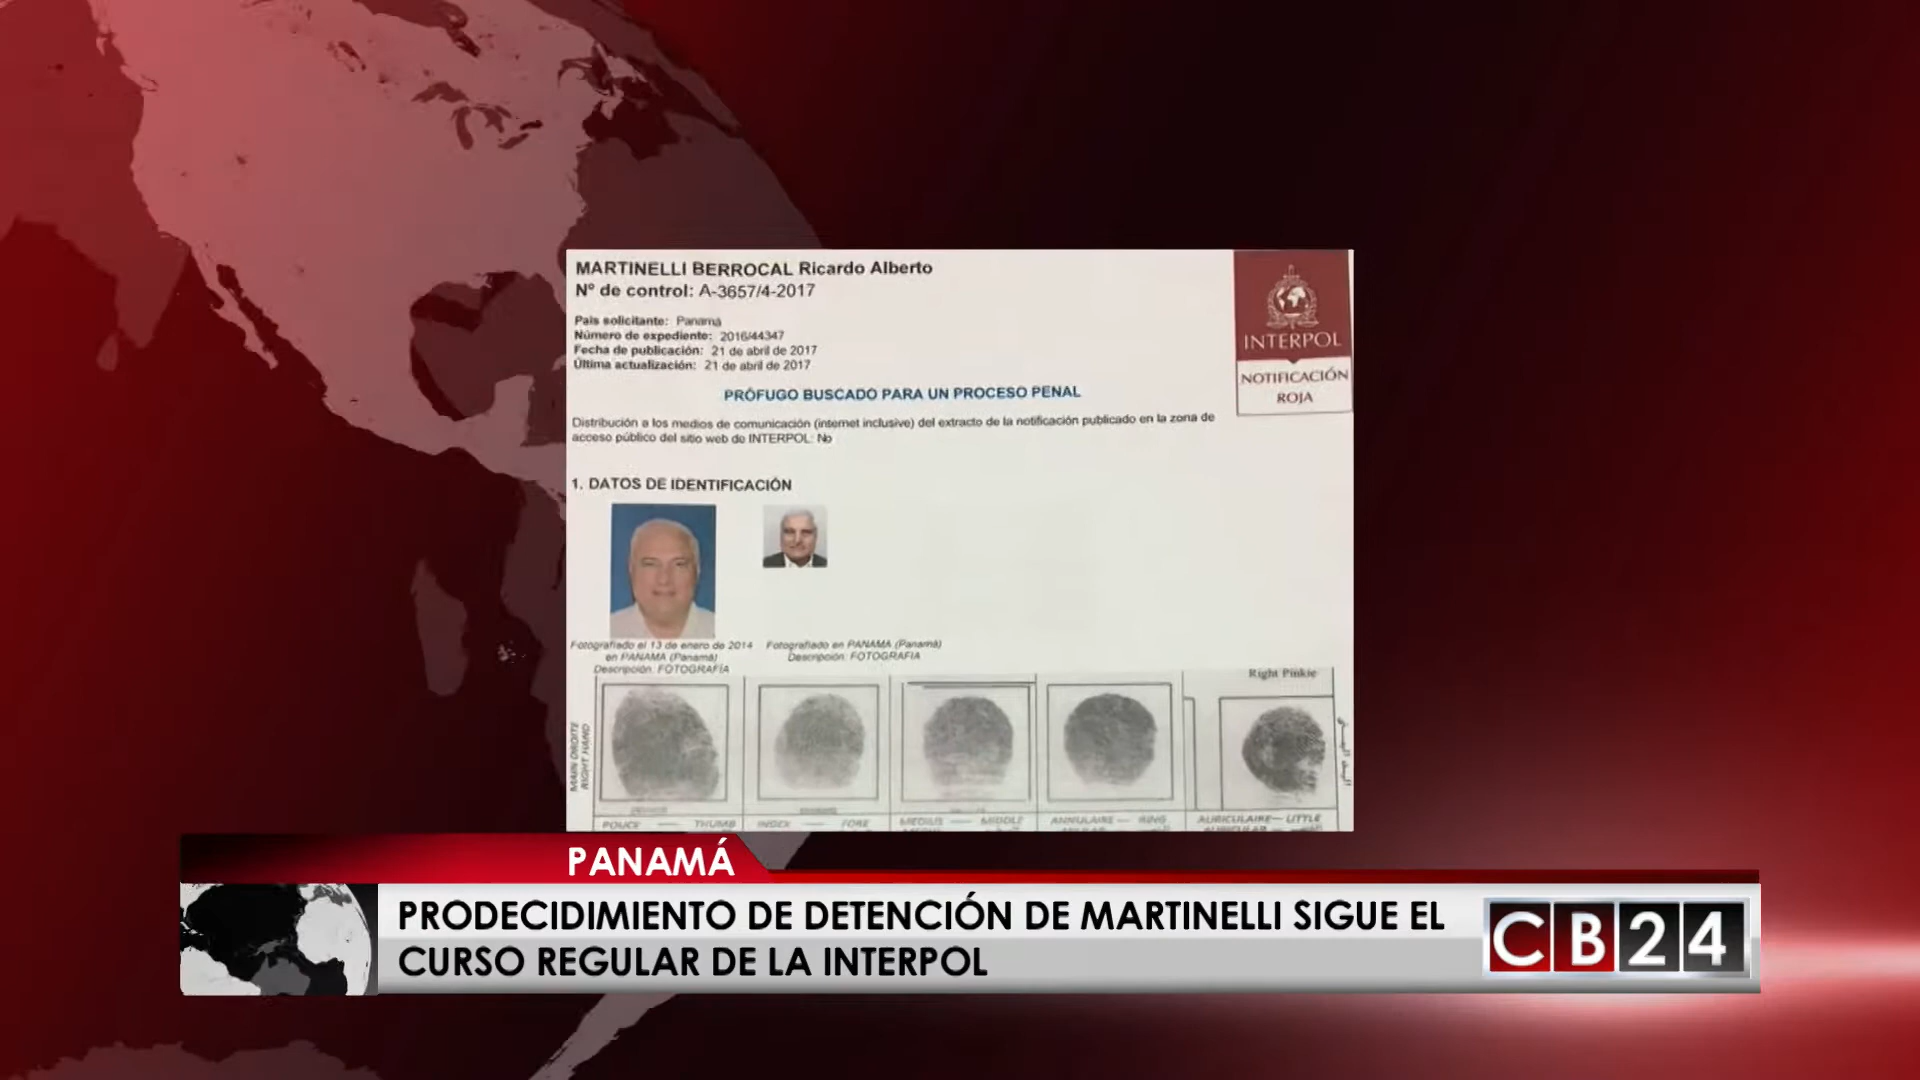 MARTINELLI BERROCAL Ricardo Alberto
Nº de control: A-3657/4-2017
País solicitante: Panamá
Número de expediente: 2016/44347
Fecha de publicación: 21 de abril de 2017
Última actualización: 21 de abril de 2017
INTERPOL
NOTIFICACIÓN
ROJA
PRÓFUGO BUSCADO PARA UN PROCESO PENAL
Distribución a los medios de comunicación (internet inclusive) del extracto de la notificación publicado en la zona de
acceso público del sitio web de INTERPOL: No
1. DATOS DE IDENTIFICACIÓN
Fotografiado el 13 de enero de 2014
en PANAMA (Panamá)
Descripción: FOTOGRAFÍA
Fotografiado en PANAMA (Panamá)
Descripción: FOTOGRAFIA
Right Pinkie
MAIN DROITE
RIGHT HAND
POUCE — THUMB
INDEX — FORE
MEDIUS — MIDDLE
ANNULAIRE — RING
AURICULAIRE — LITTLE
PANAMÁ
PRODECIDIMIENTO DE DETENCIÓN DE MARTINELLI SIGUE EL
CURSO REGULAR DE LA INTERPOL
CB24